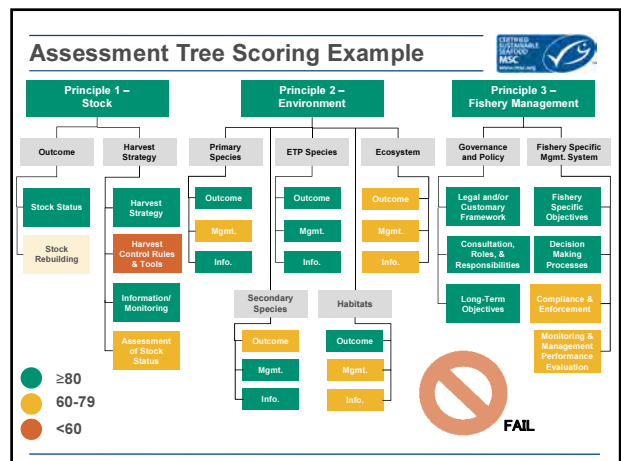 Assessment Tree Scoring Example
CERTIFIED
SUSTAINABLE
SEAFOOD
MSC
www.msc.org
Principle 1 –
Stock
Principle 2 –
Environment
Principle 3 –
Fishery Management
Outcome
Harvest
Strategy
Primary
Species
ETP Species
Ecosystem
Governance
and Policy
Fishery Specific
Mgmt. System
Stock Status
Stock
Rebuilding
Harvest
Strategy
Harvest
Control Rules
& Tools
Information/
Monitoring
Assessment
of Stock
Status
Outcome
Mgmt.
Info.
Outcome
Mgmt.
Info.
Outcome
Mgmt.
Info.
Secondary
Species
Habitats
Outcome
Mgmt.
Info.
Outcome
Mgmt.
Info.
Legal and/or
Customary
Framework
Consultation,
Roles, &
Responsibilities
Long-Term
Objectives
Fishery
Specific
Objectives
Decision
Making
Processes
Compliance &
Enforcement
Monitoring &
Management
Performance
Evaluation
≥80
60-79
<60
FAIL